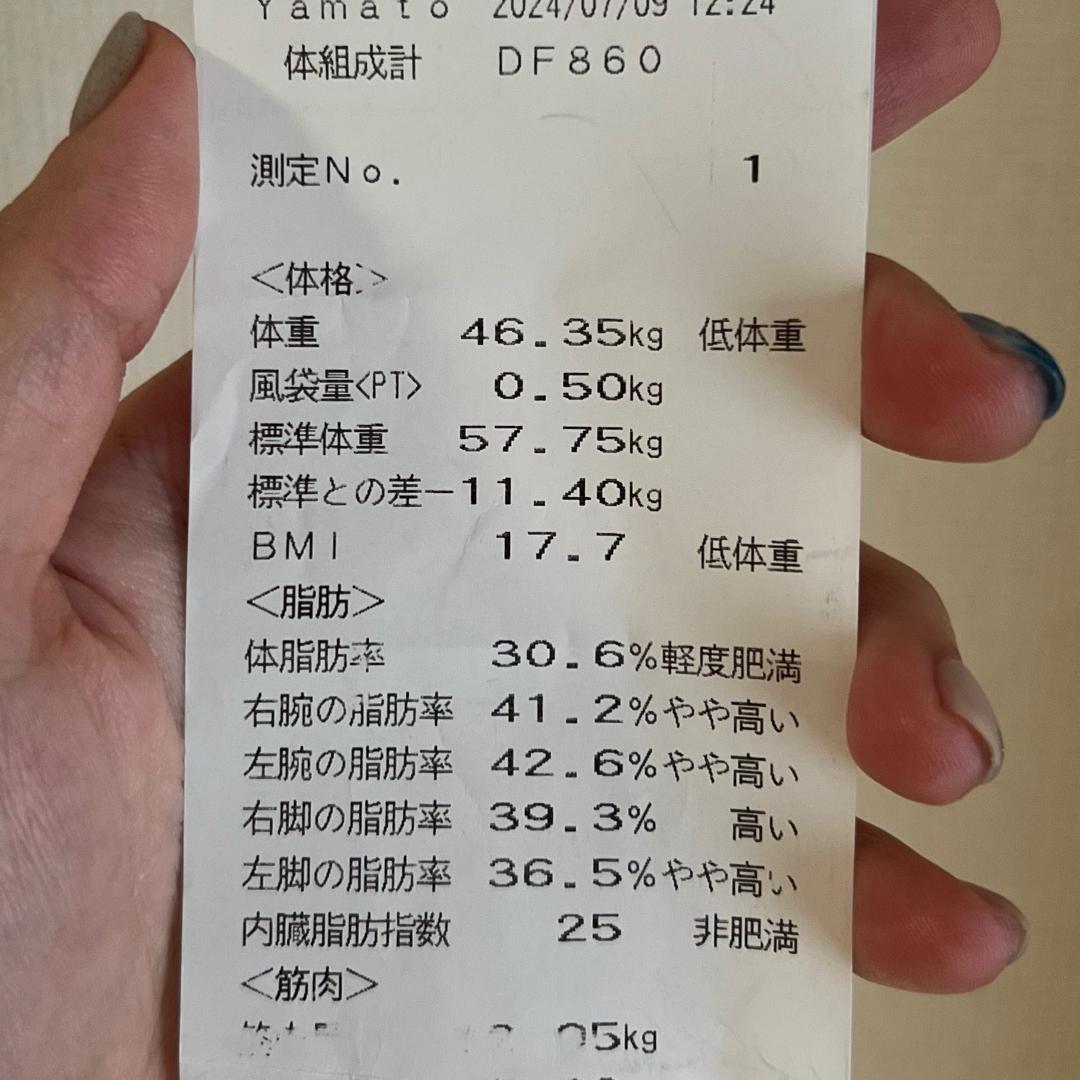 Yamato 2024/07/09 12:24
体組成計 DF860
測定No. 1
<体格>
体重 46.35kg 低体重
風袋量<PT> 0.50kg
標準体重 57.75kg
標準との差-11.40kg
BMI 17.7 低体重
<脂肪>
体脂肪率 30.6%軽度肥満
右腕の脂肪率 41.2%やや高い
左腕の脂肪率 42.6%やや高い
右脚の脂肪率 39.3% 高い
左脚の脂肪率 36.5%やや高い
内臓脂肪指数 25 非肥満
<筋肉>
kg